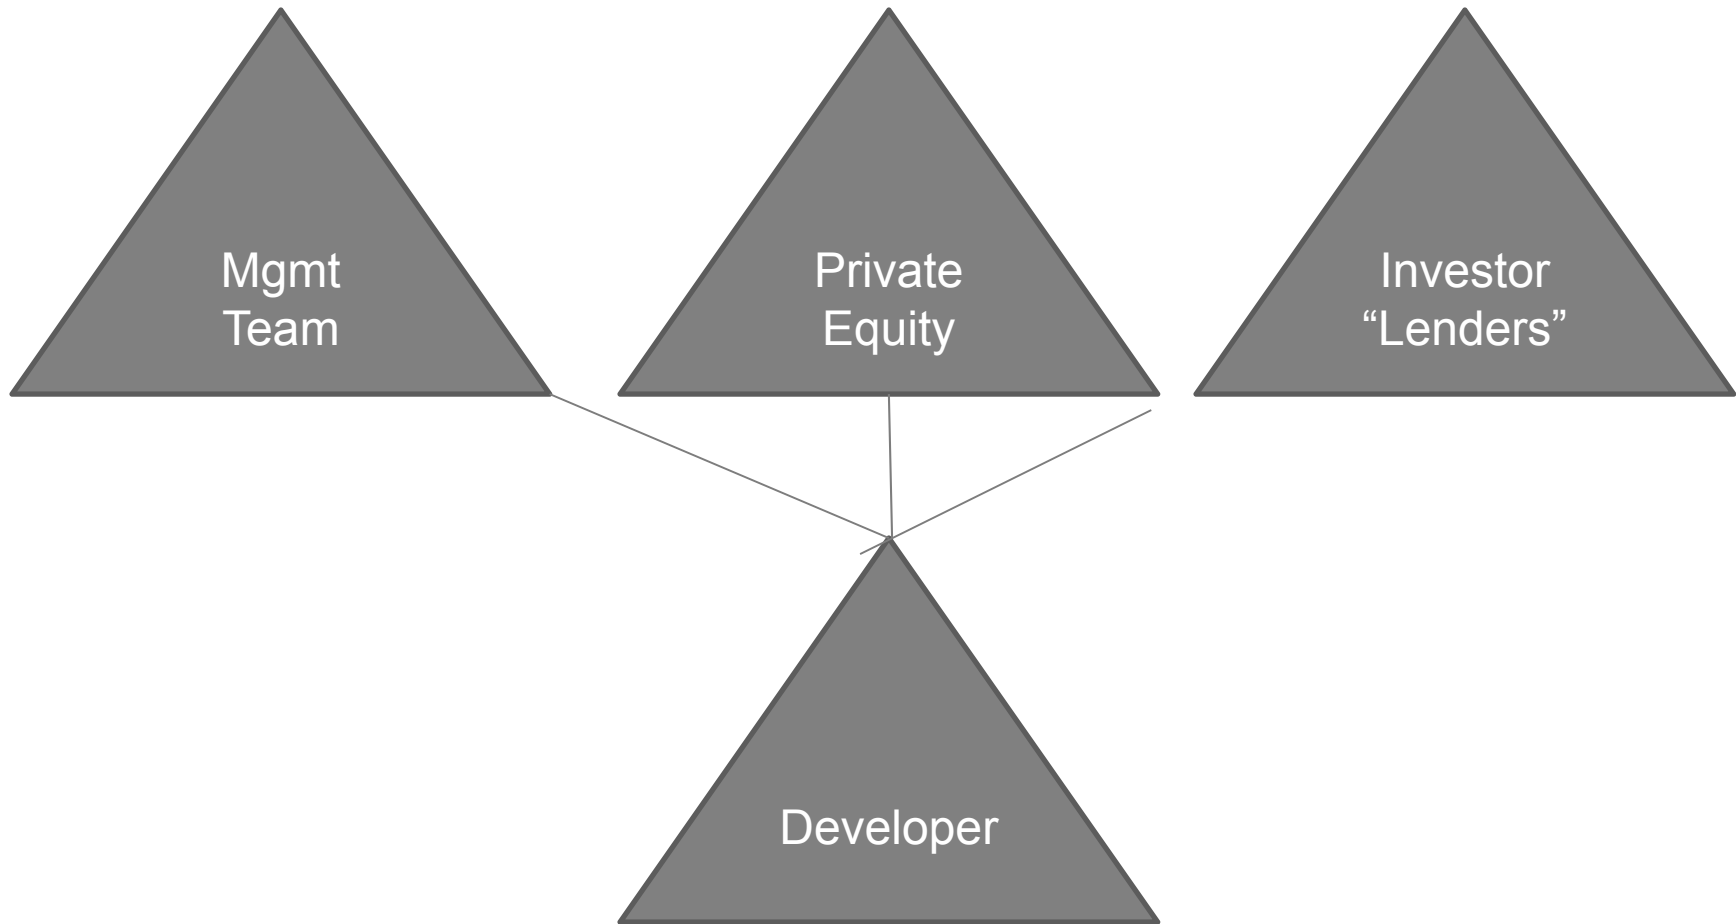 Mgmt
Team
Private
Equity
Investor
“Lenders”
Developer